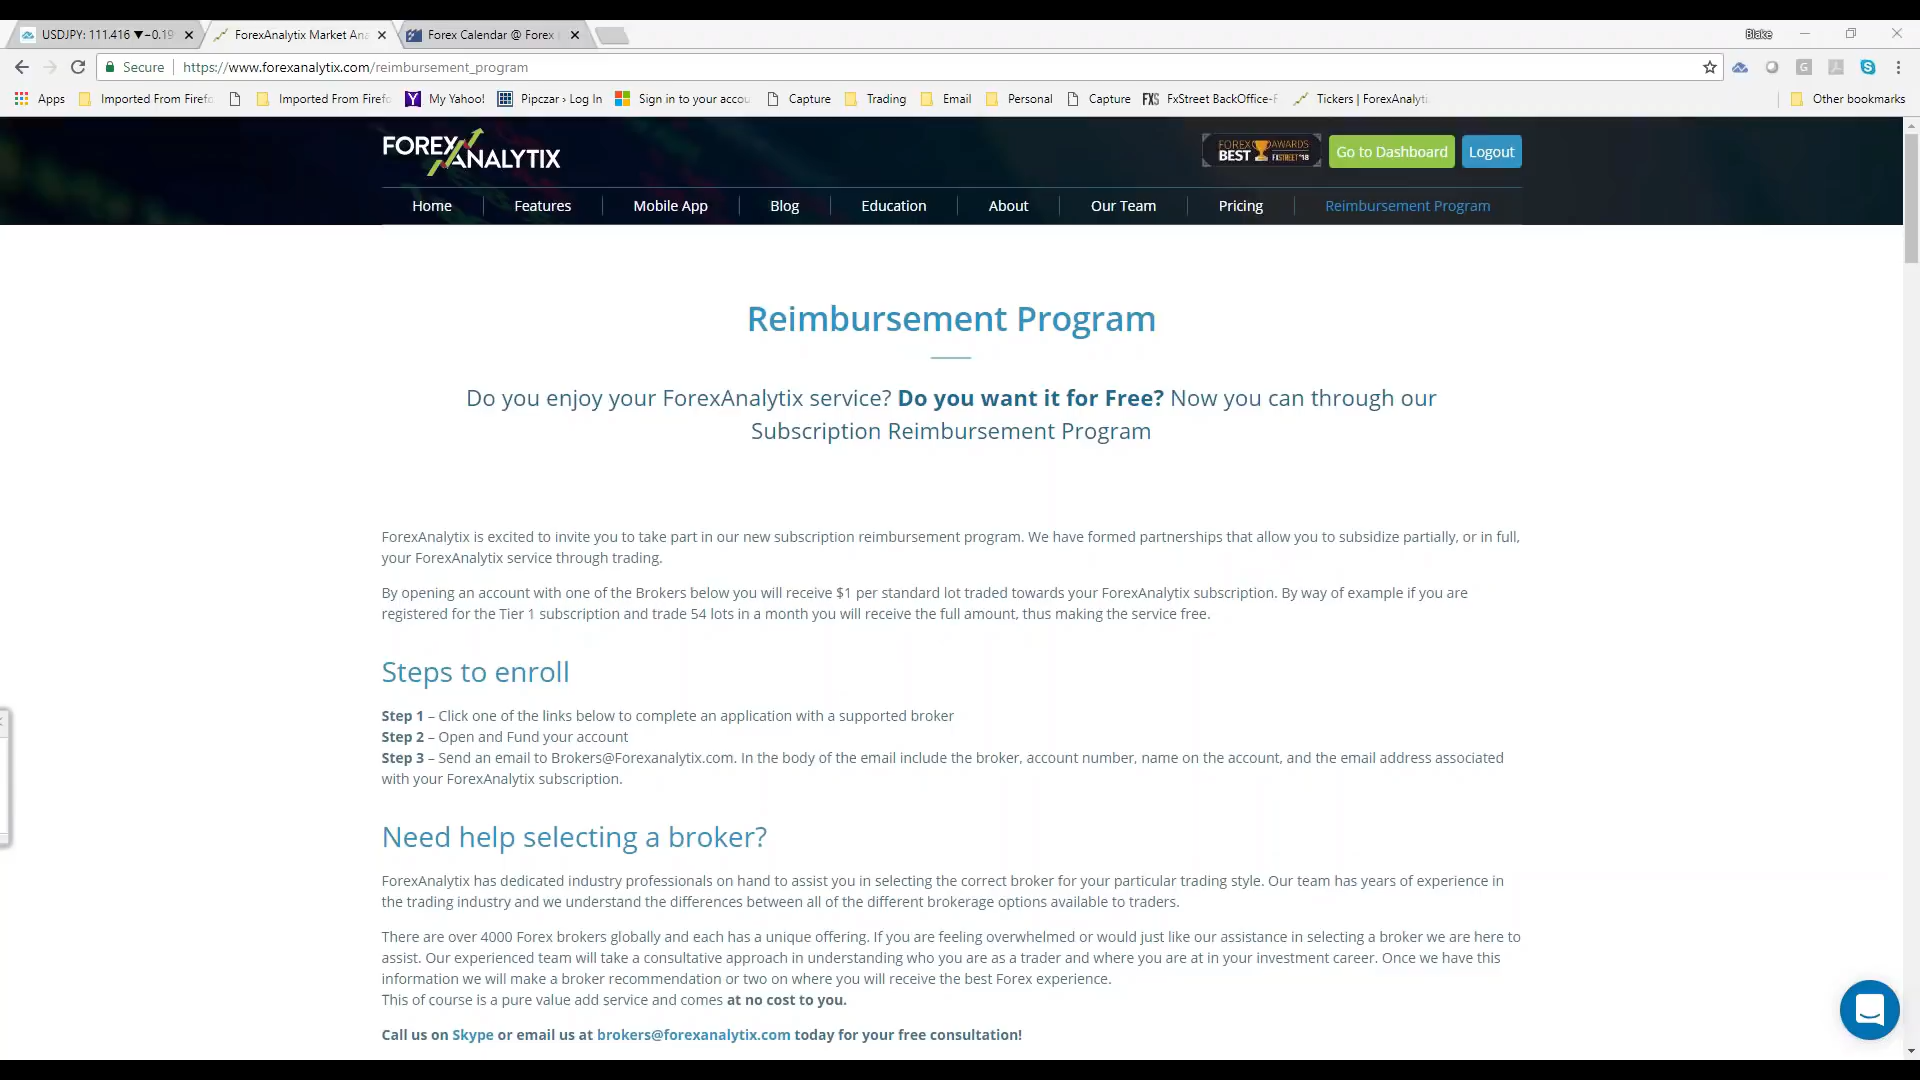 USDJPY: 111.416 ▼−0.19
ForexAnalytix Market Ana
Forex Calendar @ Forex
Blake
Secure
https://www.forexanalytix.com/reimbursement_program
Apps
Imported From Firefo
Imported From Firefo
My Yahoo!
Pipczar › Log In
Sign in to your accou
Capture
Trading
Email
Personal
Capture
FXS FxStreet BackOffice-F
Tickers | ForexAnalyti
Other bookmarks
FOREX ANALYTIX
FOREX AWARDS
BEST FXSTREET '18
Go to Dashboard
Logout
Home
Features
Mobile App
Blog
Education
About
Our Team
Pricing
Reimbursement Program
Reimbursement Program
Do you enjoy your ForexAnalytix service? Do you want it for Free? Now you can through our
Subscription Reimbursement Program
ForexAnalytix is excited to invite you to take part in our new subscription reimbursement program. We have formed partnerships that allow you to subsidize partially, or in full,
your ForexAnalytix service through trading.
By opening an account with one of the Brokers below you will receive $1 per standard lot traded towards your ForexAnalytix subscription. By way of example if you are
registered for the Tier 1 subscription and trade 54 lots in a month you will receive the full amount, thus making the service free.
Steps to enroll
Step 1 – Click one of the links below to complete an application with a supported broker
Step 2 – Open and Fund your account
Step 3 – Send an email to Brokers@Forexanalytix.com. In the body of the email include the broker, account number, name on the account, and the email address associated
with your ForexAnalytix subscription.
Need help selecting a broker?
ForexAnalytix has dedicated industry professionals on hand to assist you in selecting the correct broker for your particular trading style. Our team has years of experience in
the trading industry and we understand the differences between all of the different brokerage options available to traders.
There are over 4000 Forex brokers globally and each has a unique offering. If you are feeling overwhelmed or would just like our assistance in selecting a broker we are here to
assist. Our experienced team will take a consultative approach in understanding who you are as a trader and where you are at in your investment career. Once we have this
information we will make a broker recommendation or two on where you will receive the best Forex experience.
This of course is a pure value add service and comes at no cost to you.
Call us on Skype or email us at brokers@forexanalytix.com today for your free consultation!